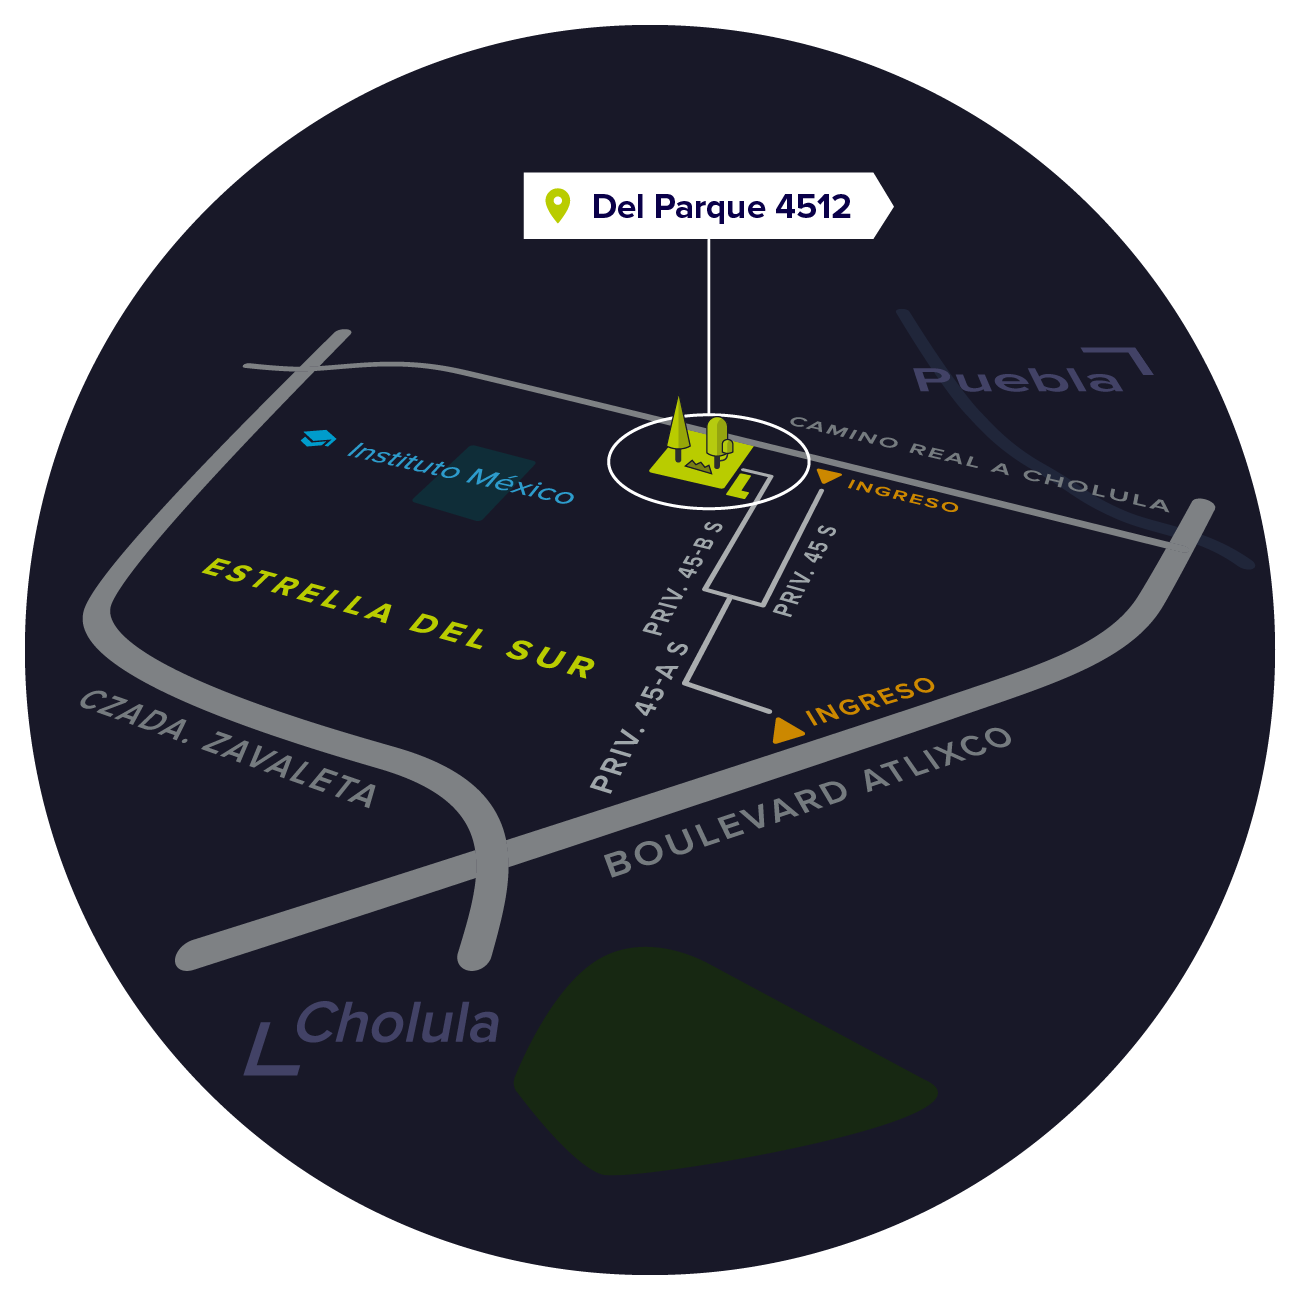 Del Parque 4512
Puebla
CAMINO REAL A CHOLULA
Instituto México
INGRESO
PRIV. 45-B S
PRIV. 45 S
ESTRELLA DEL SUR
PRIV. 45-A S
INGRESO
CZADA. ZAVALETA
BOULEVARD ATLIXCO
Cholula